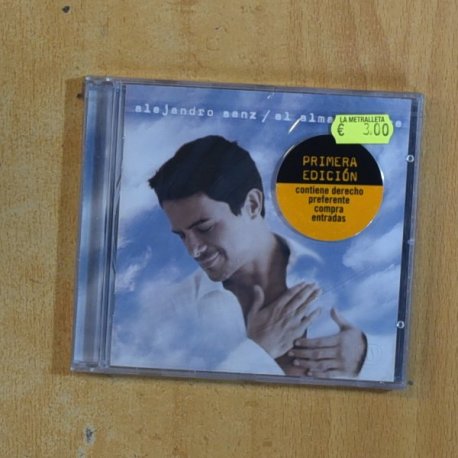 alejandro sanz / el alma
LA METRALLETA
€ 3.00
PRIMERA
EDICIÓN
contiene derecho
preferente
compra
entradas